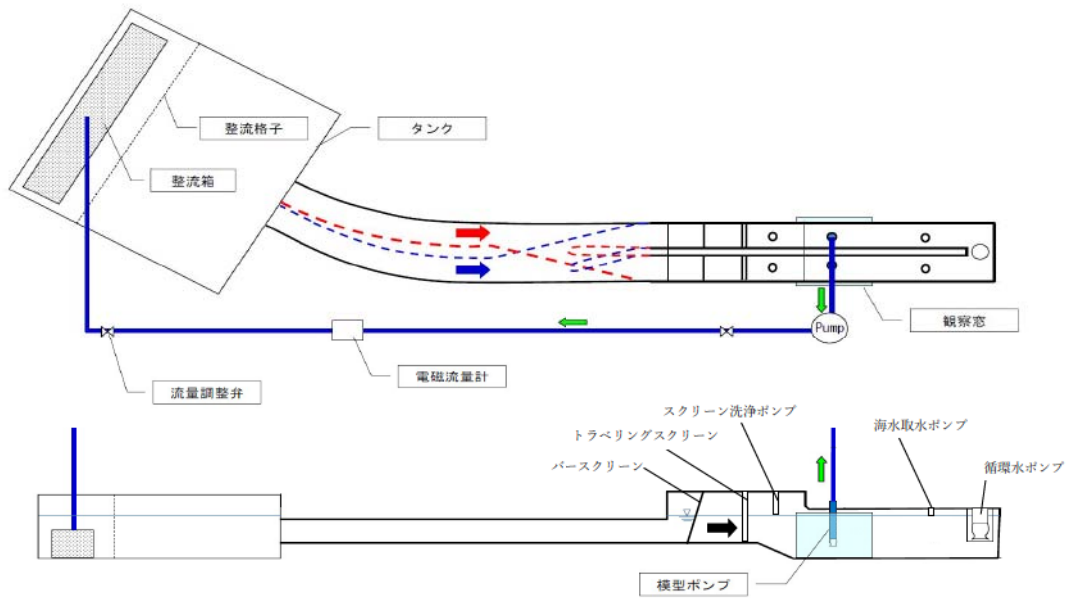 整流格子
タンク
整流箱
観察窓
Pump
電磁流量計
流量調整弁
スクリーン洗浄ポンプ
トラベリングスクリーン
海水取水ポンプ
バースクリーン
循環水ポンプ
模型ポンプ